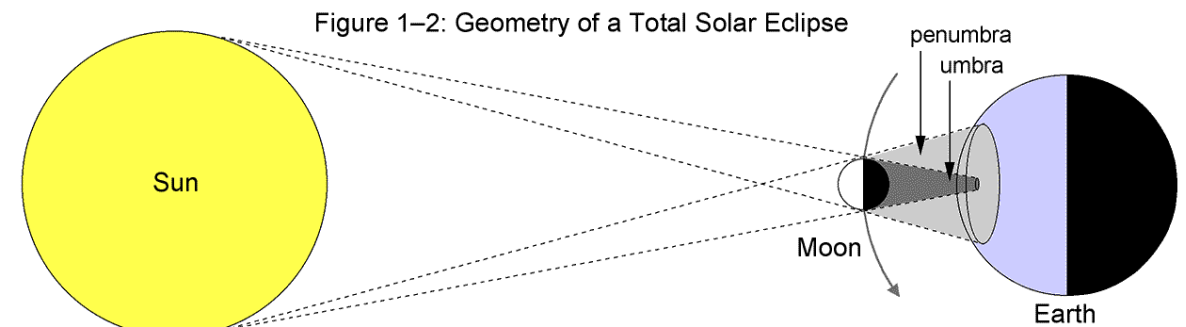 Figure 1–2: Geometry of a Total Solar Eclipse
penumbra
umbra
Sun
Moon
Earth